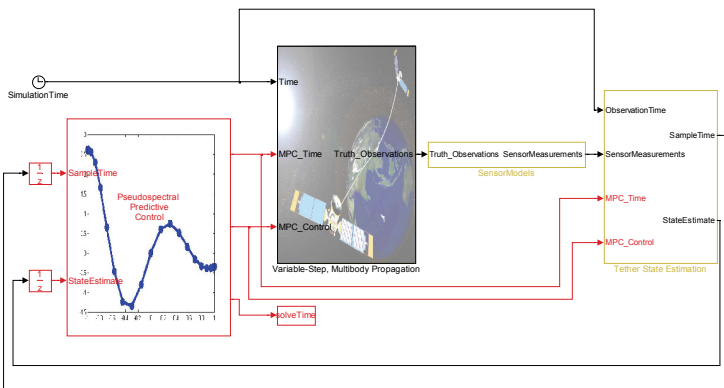 SimulationTime
Time
MPC_Time
MPC_Control
Truth_Observations
Variable-Step, Multibody Propagation
Truth_Observations SensorMeasurements
SensorModels
ObservationTime
SampleTime
SensorMeasurements
MPC_Time
StateEstimate
MPC_Control
Tether State Estimation
1
z
SampleTime
Pseudospectral
Predictive
Control
1
z
StateEstimate
solveTime